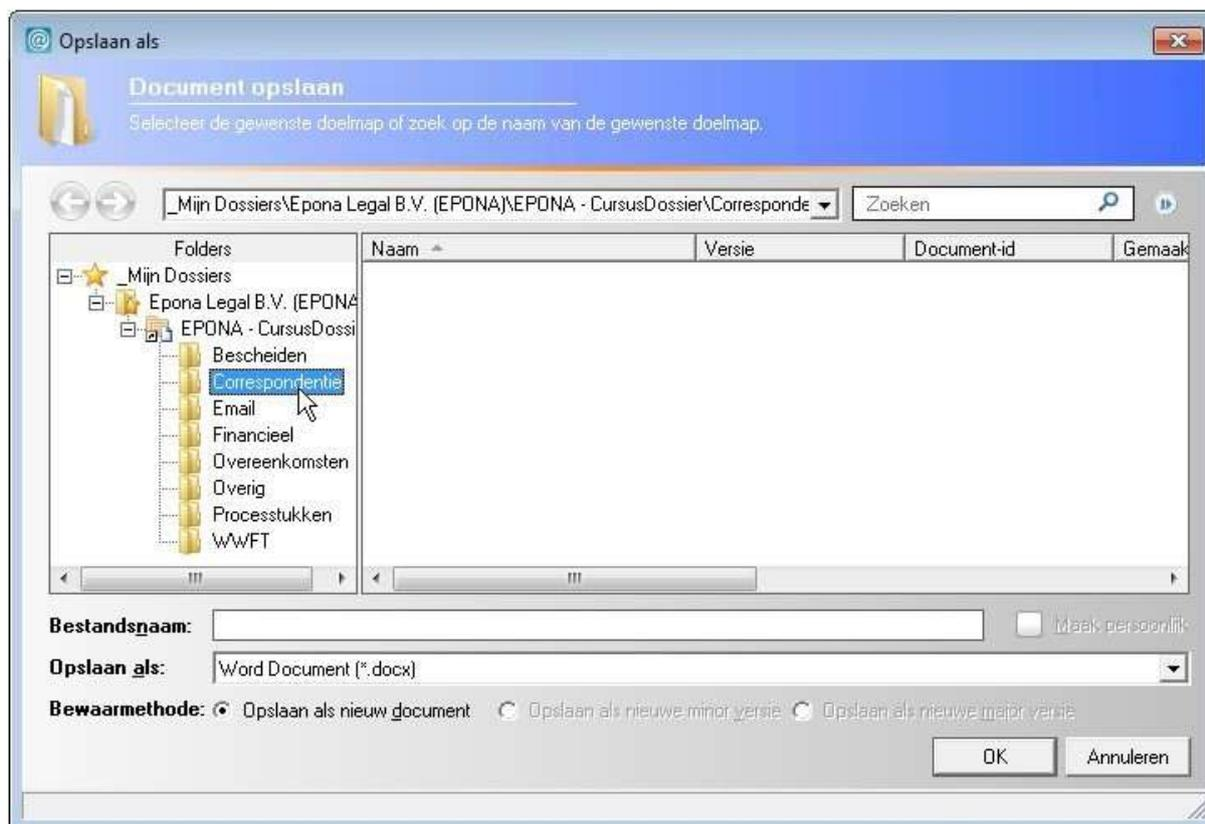 Opslaan als
Document opslaan
Selecteer de gewenste doelmap of zoek op de naam van de gewenste doelmap.
_Mijn Dossiers\Epona Legal B.V. (EPONA)\EPONA - CursusDossier\Corresponde Zoeken
Folders Naam Versie Document-id Gemaak
_Mijn Dossiers
Epona Legal B.V. (EPONA
EPONA - CursusDossi
Bescheiden
Correspondentie
Email
Financieel
Overeenkomsten
Overig
Processtukken
WWFT
Bestandsnaam: Maak persoonlijk
Opslaan als: Word Document (*.docx)
Bewaarmethode: Opslaan als nieuw document Opslaan als nieuwe minor versie Opslaan als nieuwe major versie
OK Annuleren